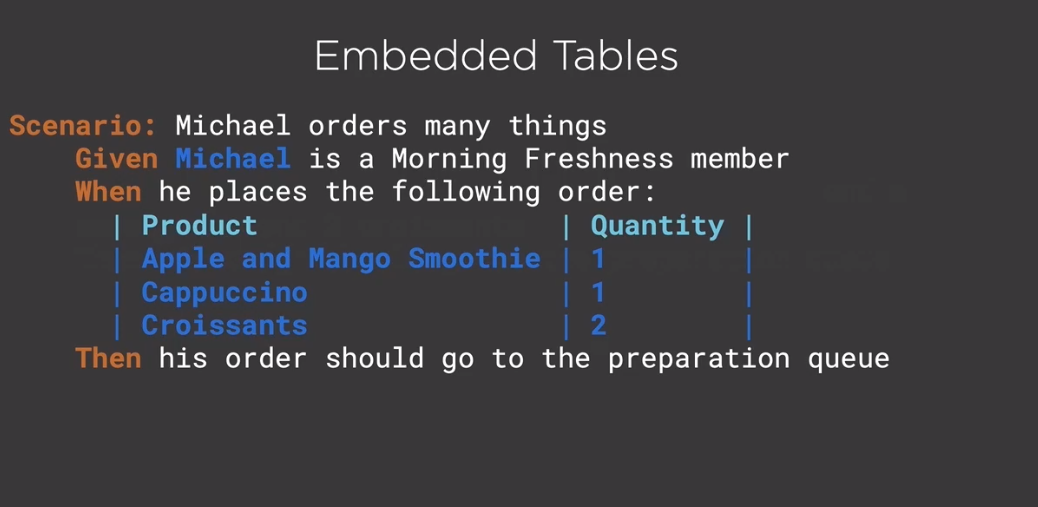 Embedded Tables
Scenario: Michael orders many things
Given Michael is a Morning Freshness member
When he places the following order:
| Product | Quantity |
| Apple and Mango Smoothie | 1 |
| Cappuccino | 1 |
| Croissants | 2 |
Then his order should go to the preparation queue